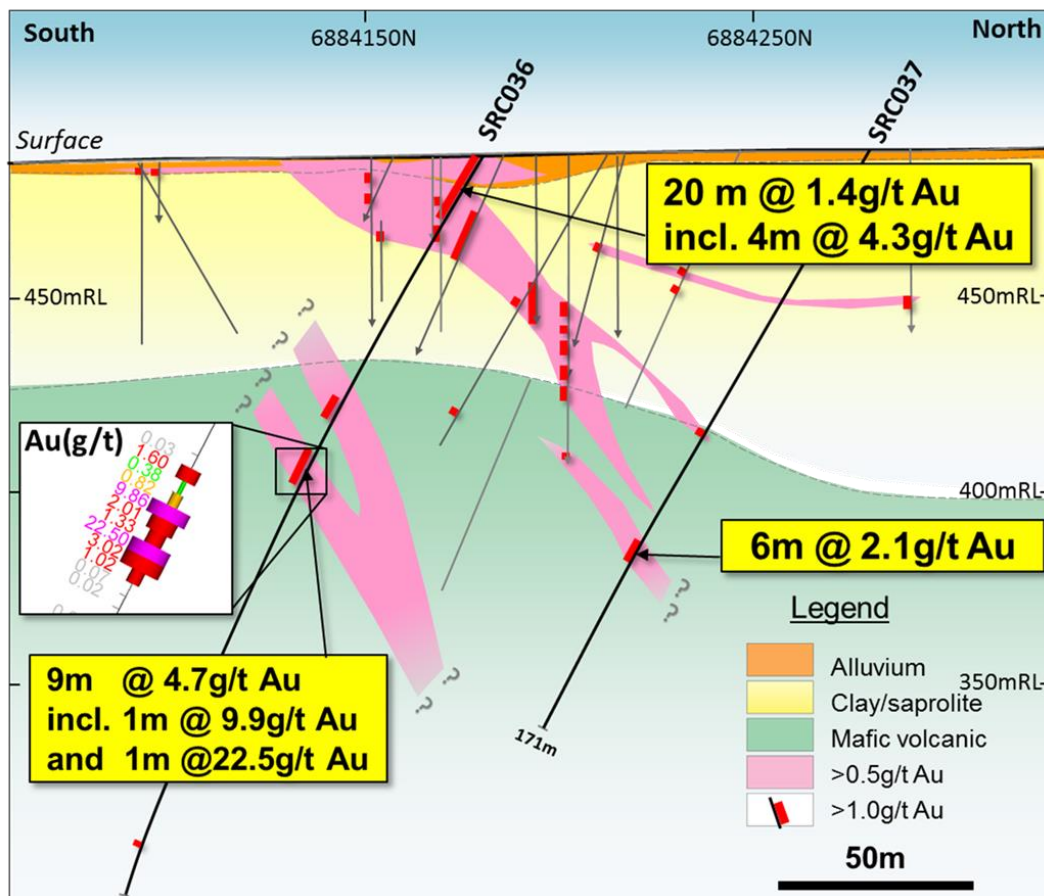 South
North
6884150N
6884250N
SRC036
SRC037
Surface
20 m @ 1.4g/t Au
incl. 4m @ 4.3g/t Au
450mRL
450mRL
?
?
?
?
Au(g/t)
0.03
1.60
0.38
0.82
9.86
2.01
1.33
22.50
3.02
1.02
0.07
0.02
400mRL
6m @ 2.1g/t Au
?
?
?
?
9m @ 4.7g/t Au
incl. 1m @ 9.9g/t Au
and 1m @22.5g/t Au
171m
Legend
Alluvium
350mRL
Clay/saprolite
Mafic volcanic
>0.5g/t Au
>1.0g/t Au
50m